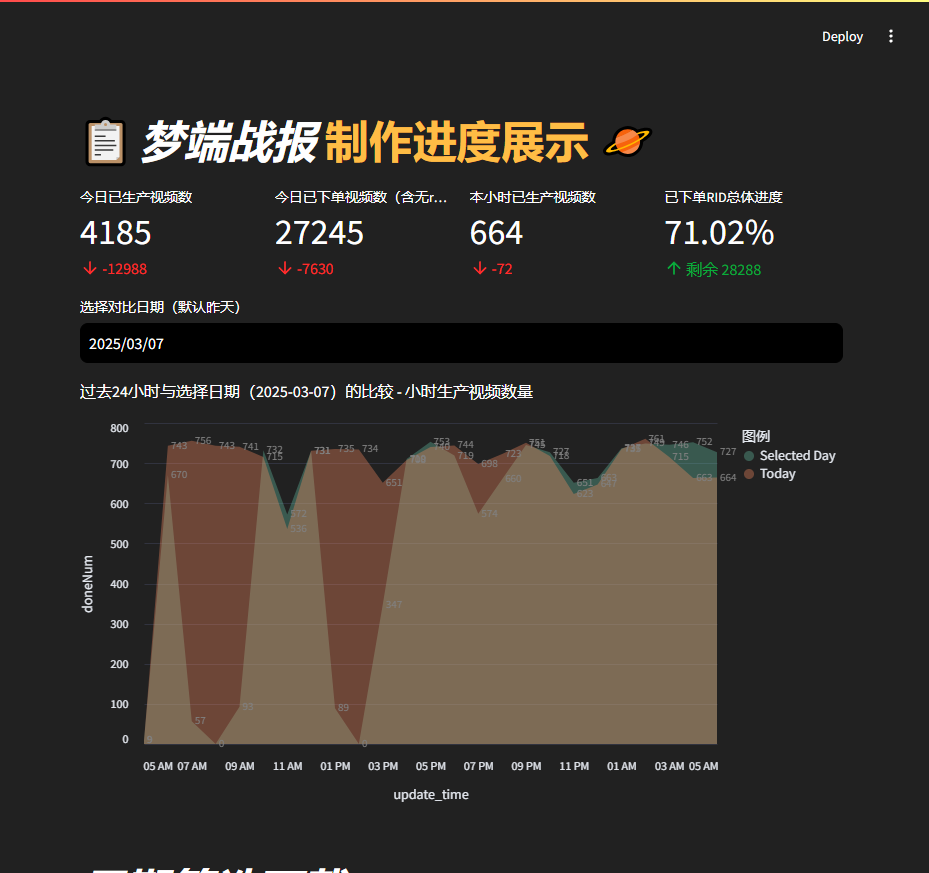 Deploy
梦端战报 制作进度展示
今日已生产视频数
4185
-12988
今日已下单视频数（含无r...
27245
-7630
本小时已生产视频数
664
-72
已下单RID总体进度
71.02%
剩余 28288
选择对比日期（默认昨天）
2025/03/07
过去24小时与选择日期（2025-03-07）的比较 - 小时生产视频数量
图例
Selected Day
Today
doneNum
800
700
600
500
400
300
200
100
0
743 756 743 741 732 731 735 734 753 744 723 751 727 746 752 727
670 715 651 719 698 660 651 715 663 664
572 536 574 623
347
57 93 89
0 0
05 AM 07 AM 09 AM 11 AM 01 PM 03 PM 05 PM 07 PM 09 PM 11 PM 01 AM 03 AM 05 AM
update_time